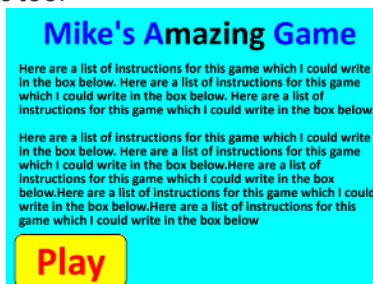 Mike's Amazing Game
Here are a list of instructions for this game which I could write
in the box below. Here are a list of instructions for this game
which I could write in the box below. Here are a list of
instructions for this game which I could write in the box below.
Here are a list of instructions for this game which I could write
in the box below. Here are a list of instructions for this game
which I could write in the box below.Here are a list of
instructions for this game which I could write in the box
below.Here are a list of instructions for this game which I could
write in the box below.Here are a list of instructions for this
game which I could write in the box below
Play